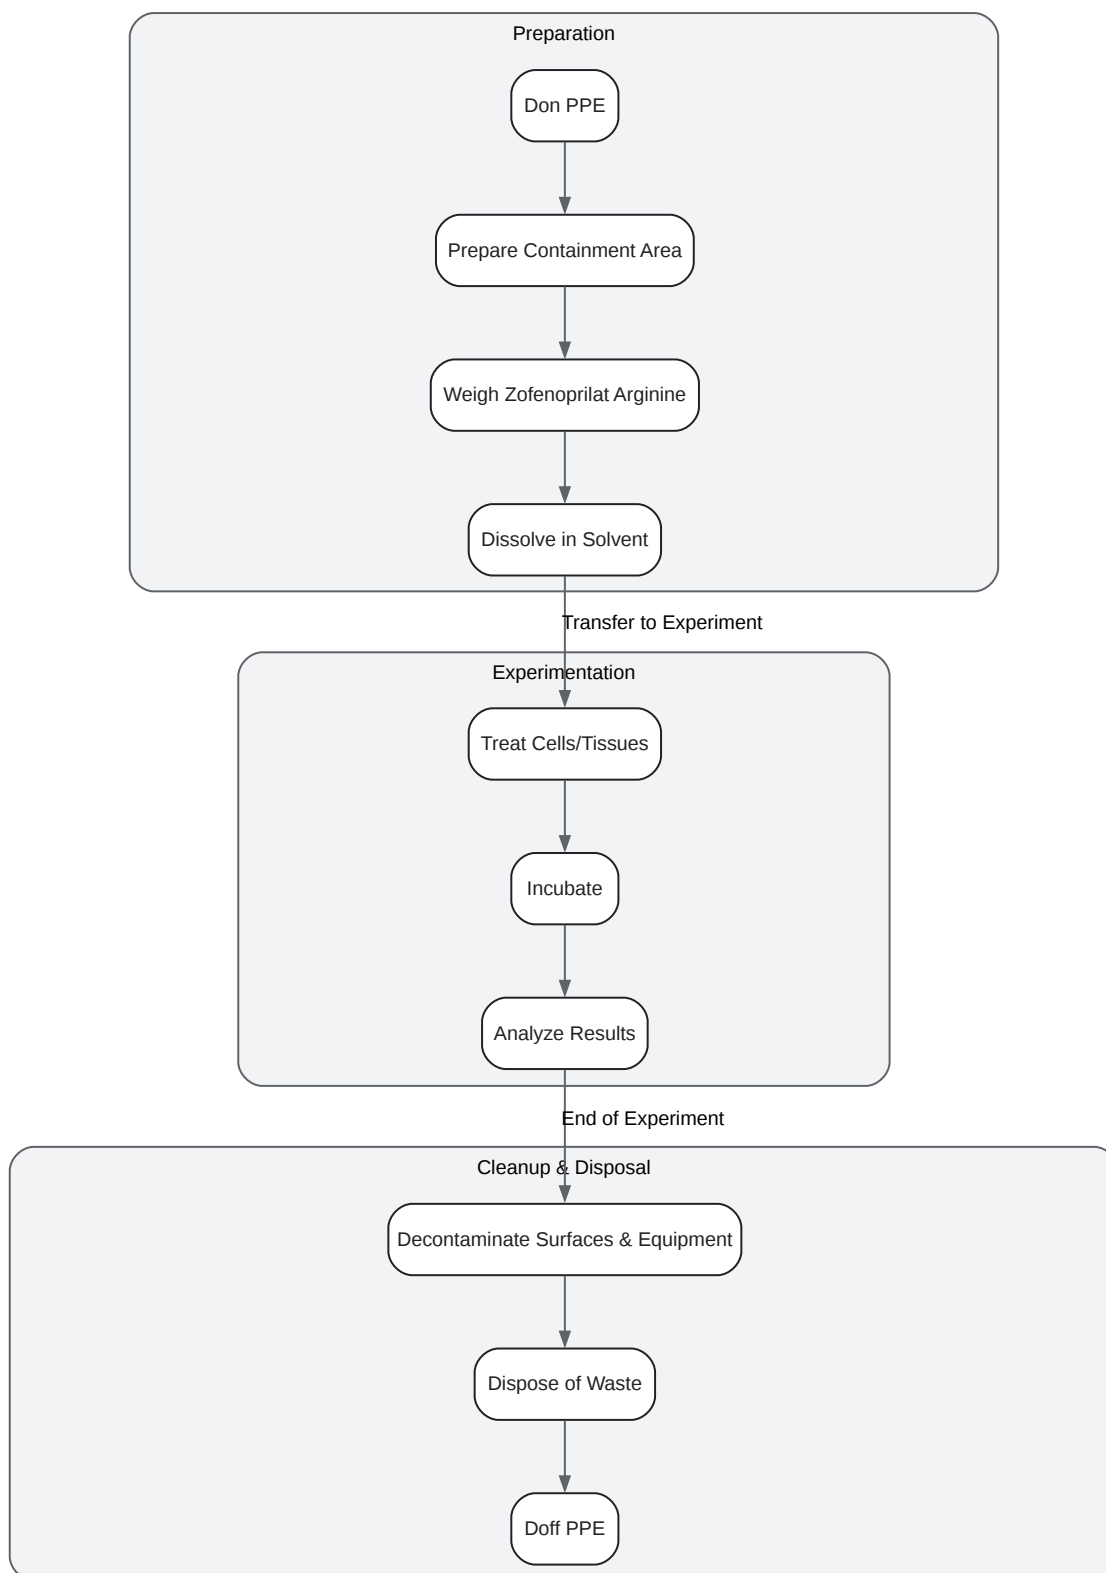 Preparation
Don PPE
Prepare Containment Area
Weigh Zofenoprilat Arginine
Dissolve in Solvent
Transfer to Experiment
Experimentation
Treat Cells/Tissues
Incubate
Analyze Results
End of Experiment
Cleanup & Disposal
Decontaminate Surfaces & Equipment
Dispose of Waste
Doff PPE